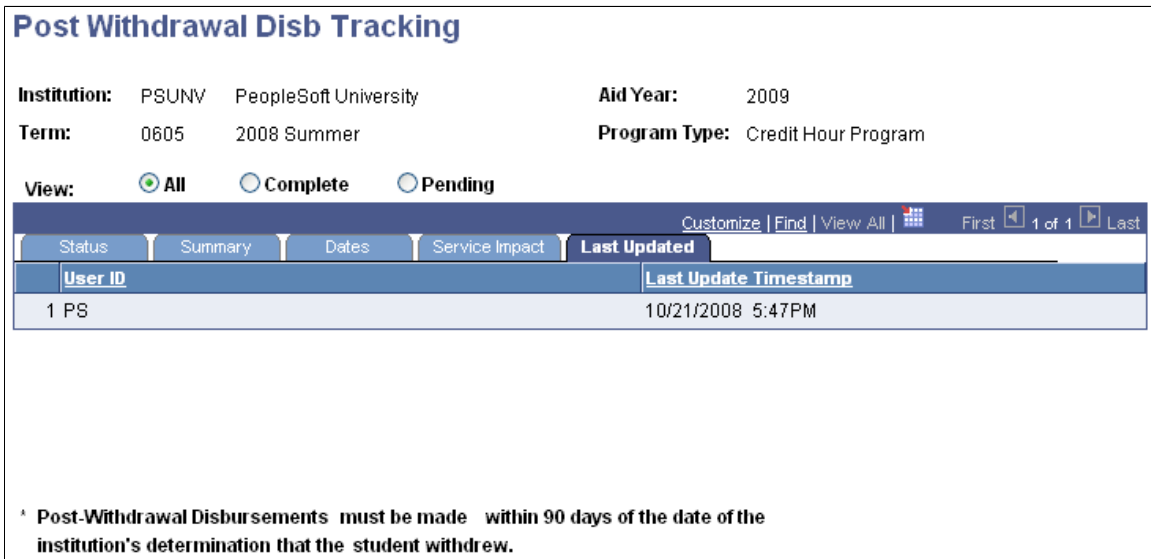 Post Withdrawal Disb Tracking
Institution: PSUNV PeopleSoft University Aid Year: 2009
Term: 0605 2008 Summer Program Type: Credit Hour Program
View: All Complete Pending
Customize | Find | View All | First 1 of 1 Last
Status Summary Dates Service Impact Last Updated
User ID Last Update Timestamp
1 PS 10/21/2008 5:47PM
* Post-Withdrawal Disbursements must be made within 90 days of the date of the
institution's determination that the student withdrew.